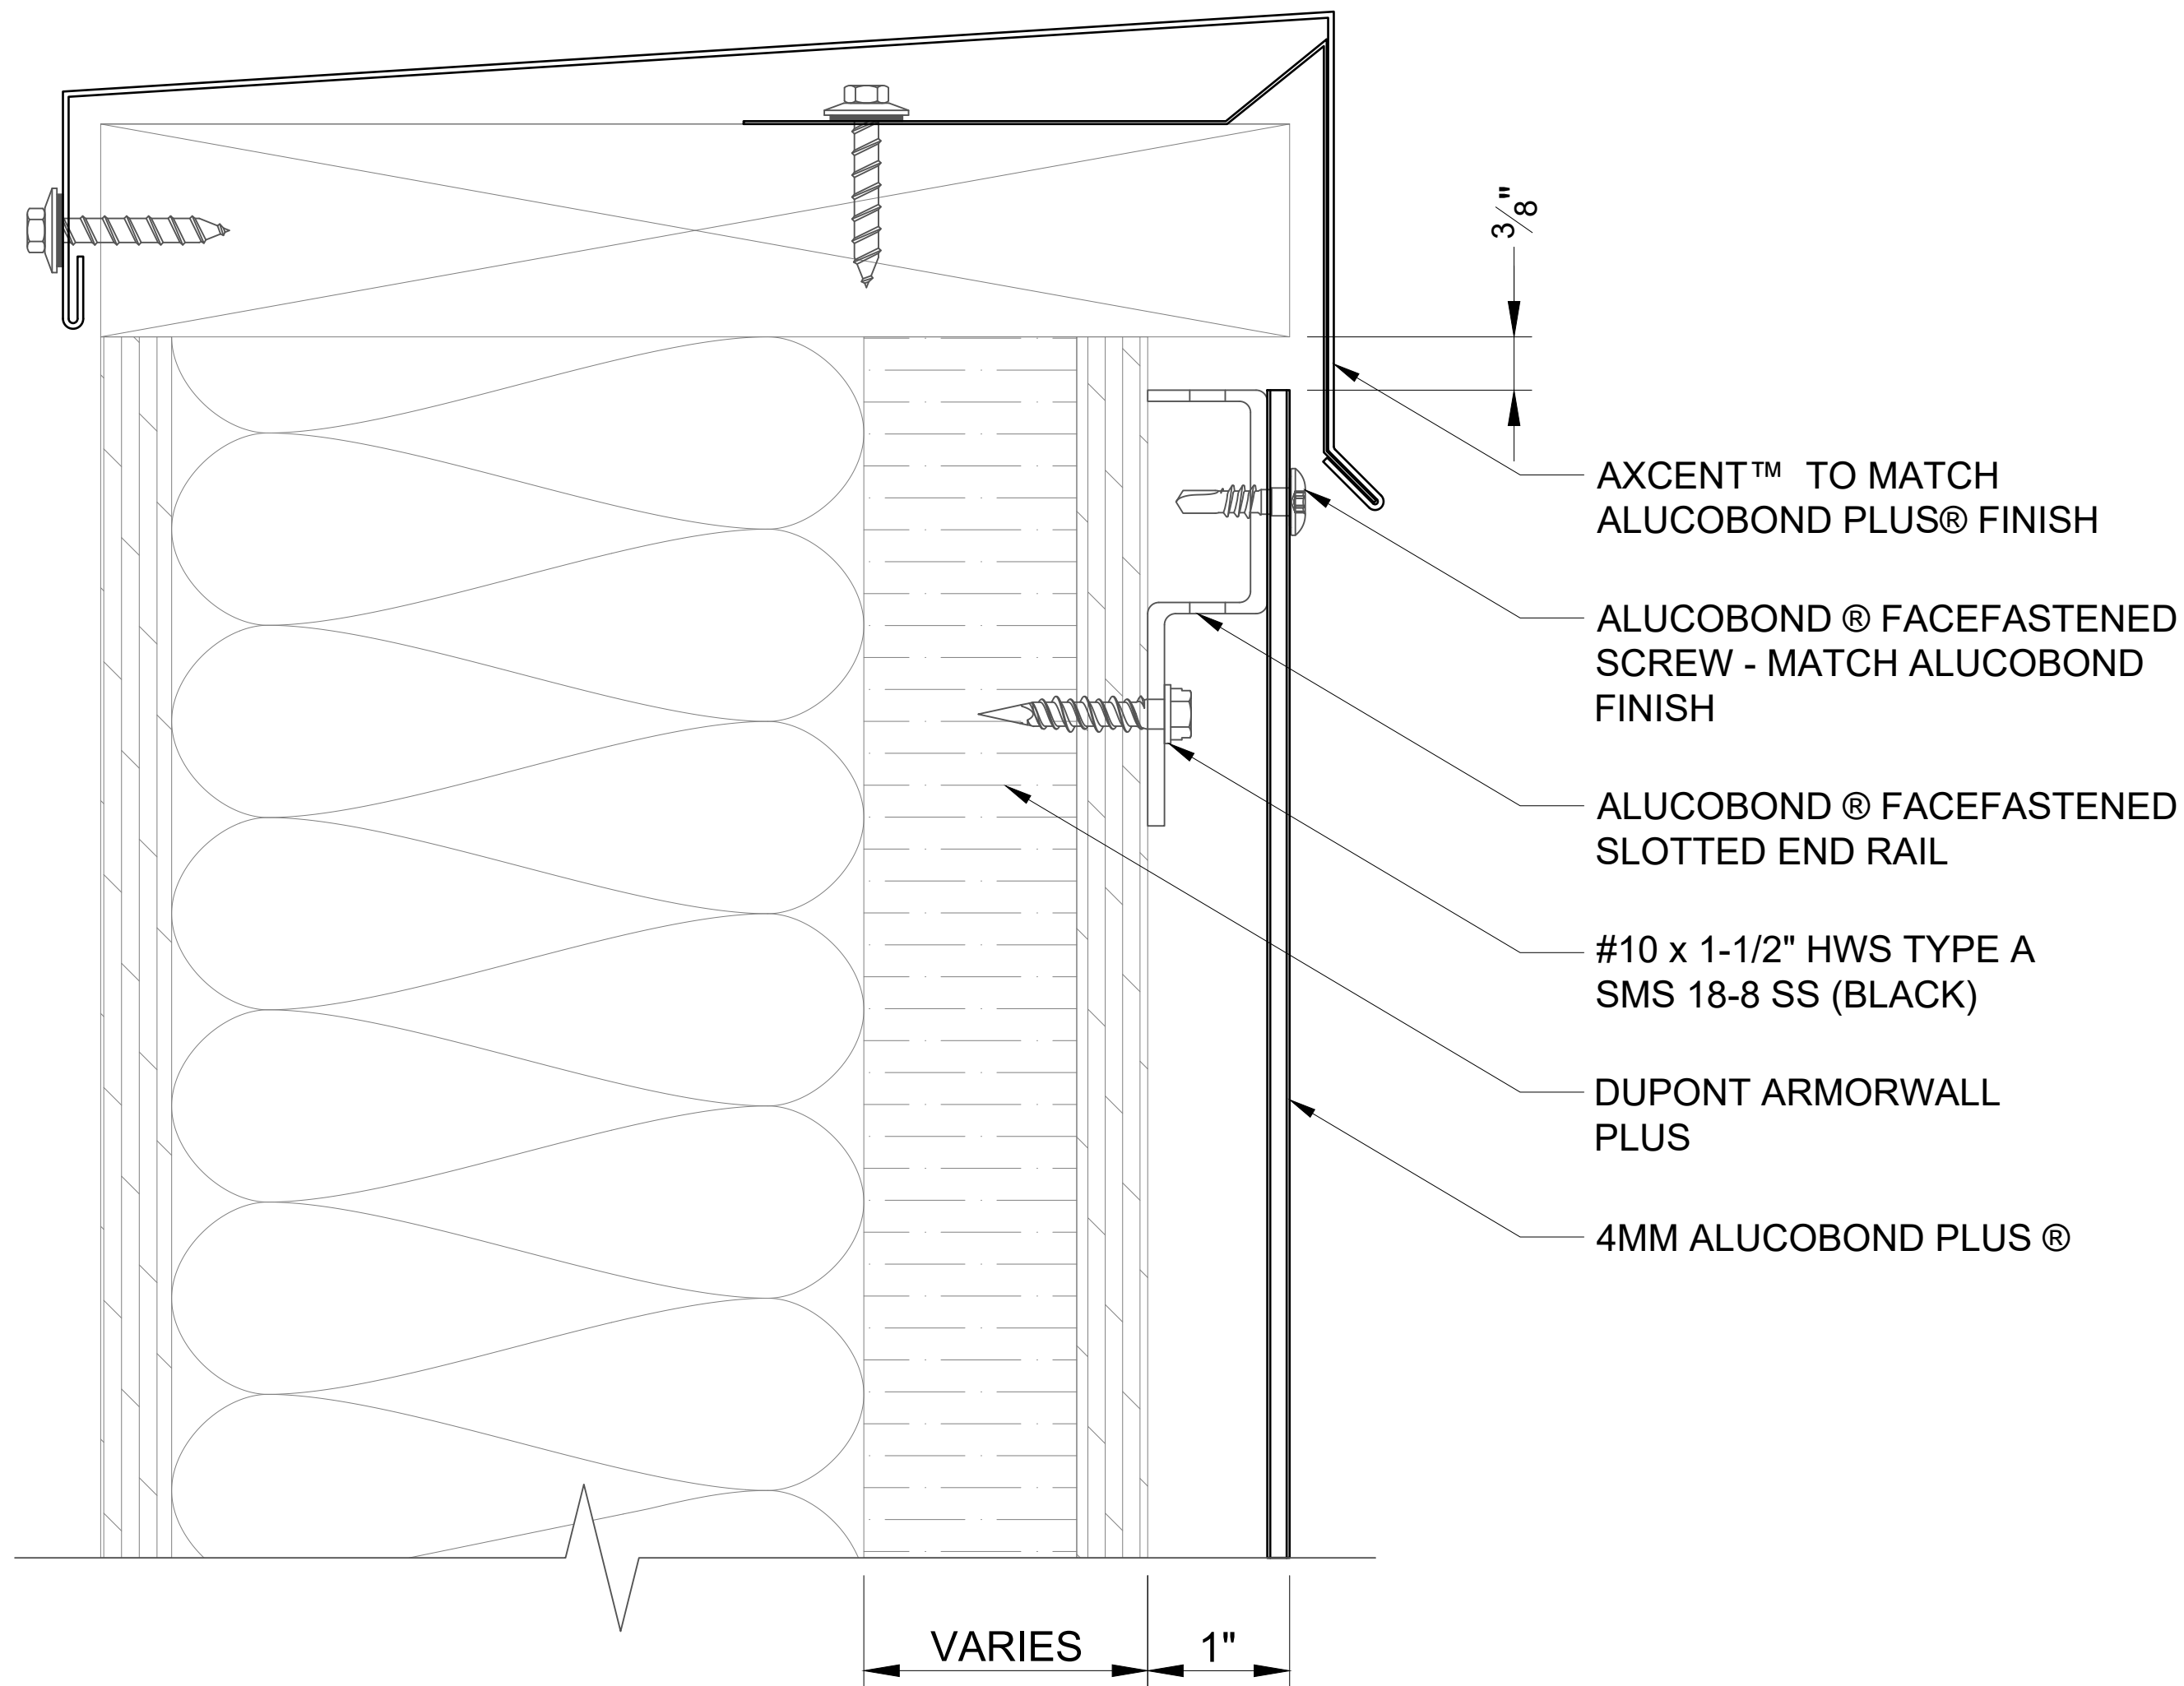 3/8"
AXCENT™ TO MATCH
ALUCOBOND PLUS® FINISH
ALUCOBOND ® FACEFASTENED
SCREW - MATCH ALUCOBOND
FINISH
ALUCOBOND ® FACEFASTENED
SLOTTED END RAIL
#10 x 1-1/2" HWS TYPE A
SMS 18-8 SS (BLACK)
DUPONT ARMORWALL
PLUS
4MM ALUCOBOND PLUS ®
VARIES
1"